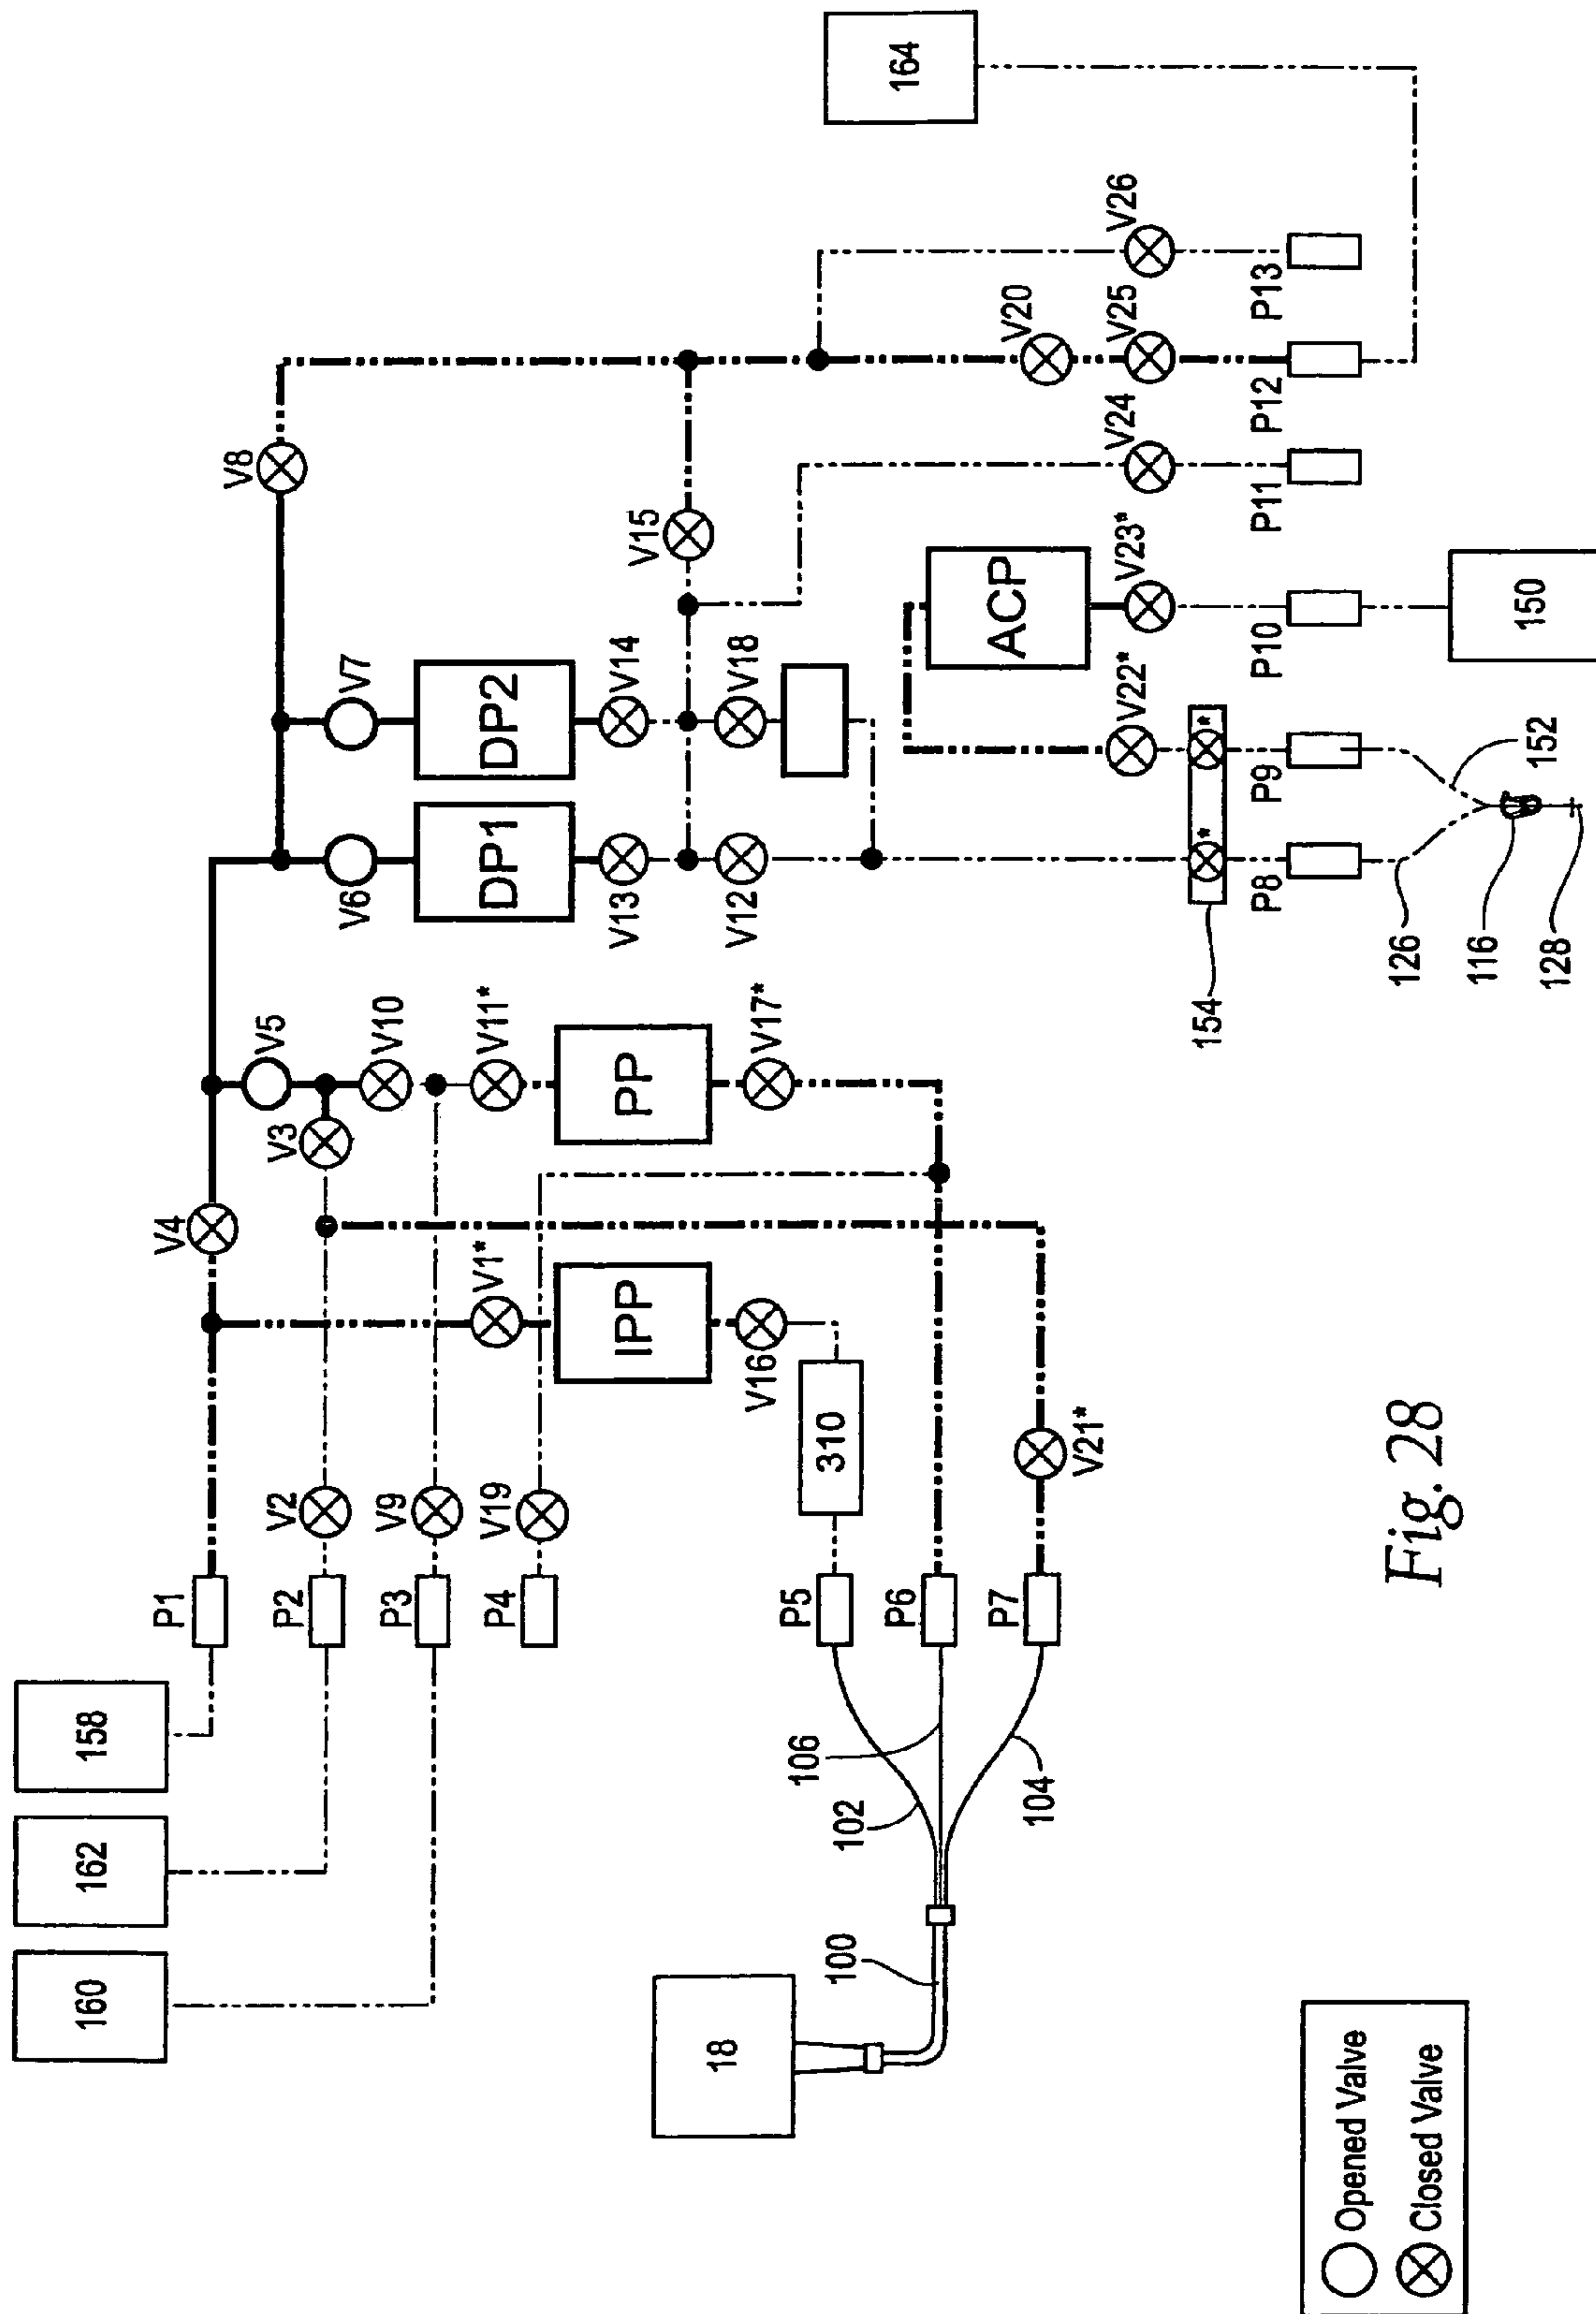 160
162
158
P1
P2
P3
P4
V2
V9
V19
V4
V3
V5
V10
V11*
V1*
IPP
V16
310
PP
V17*
P5
P6
P7
V21*
18
100
102
106
104
V6
DP1
V13
V12
V7
DP2
V14
V18
V8
V15
ACP
V22*
V23*
V24
V20
V25
V26
*
*
154
P8
P9
P10
P11
P12
P13
126
116
128
152
150
164
Opened Valve
Closed Valve
Fig. 28